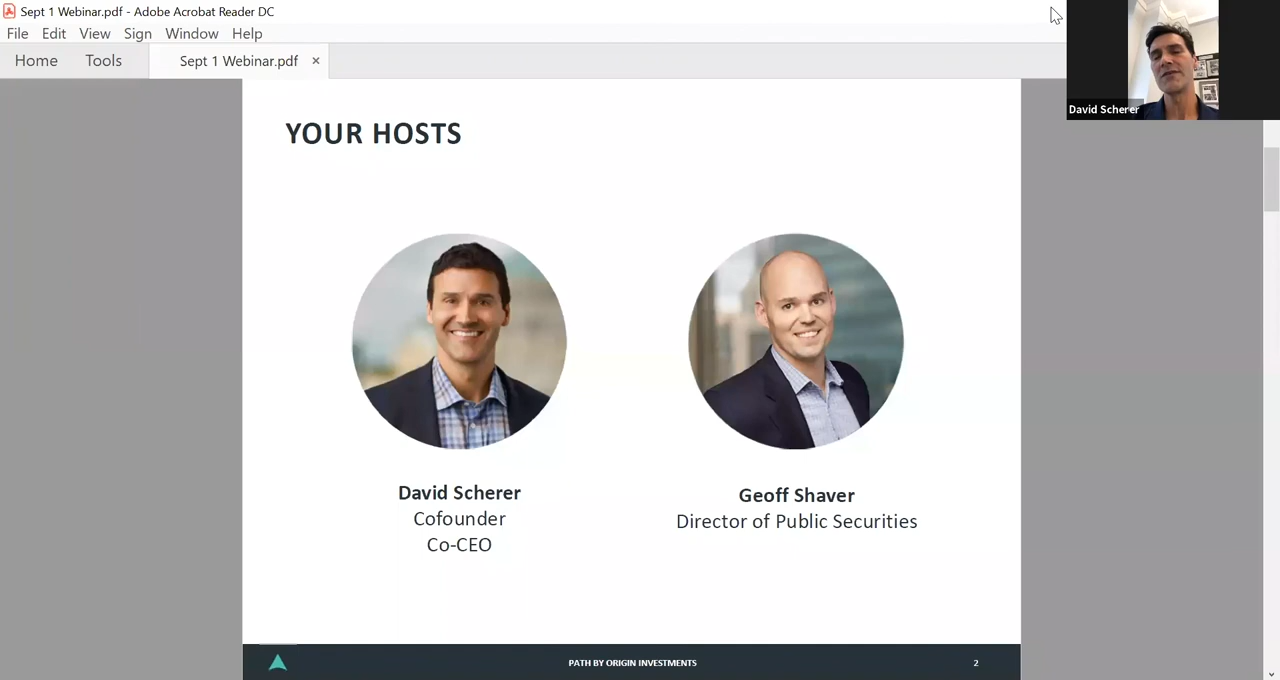 Sept 1 Webinar.pdf - Adobe Acrobat Reader DC
File Edit View Sign Window Help
Home Tools Sept 1 Webinar.pdf ×
David Scherer
YOUR HOSTS
David Scherer
Cofounder
Co-CEO
Geoff Shaver
Director of Public Securities
PATH BY ORIGIN INVESTMENTS 2